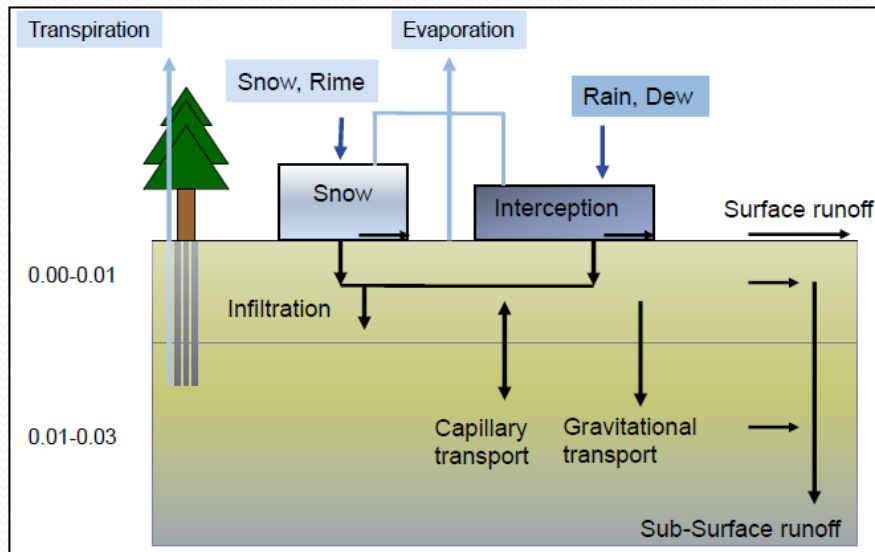 Transpiration
Evaporation
Snow, Rime
Rain, Dew
Snow
Interception
Surface runoff
0.00-0.01
Infiltration
0.01-0.03
Capillary
transport
Gravitational
transport
Sub-Surface runoff